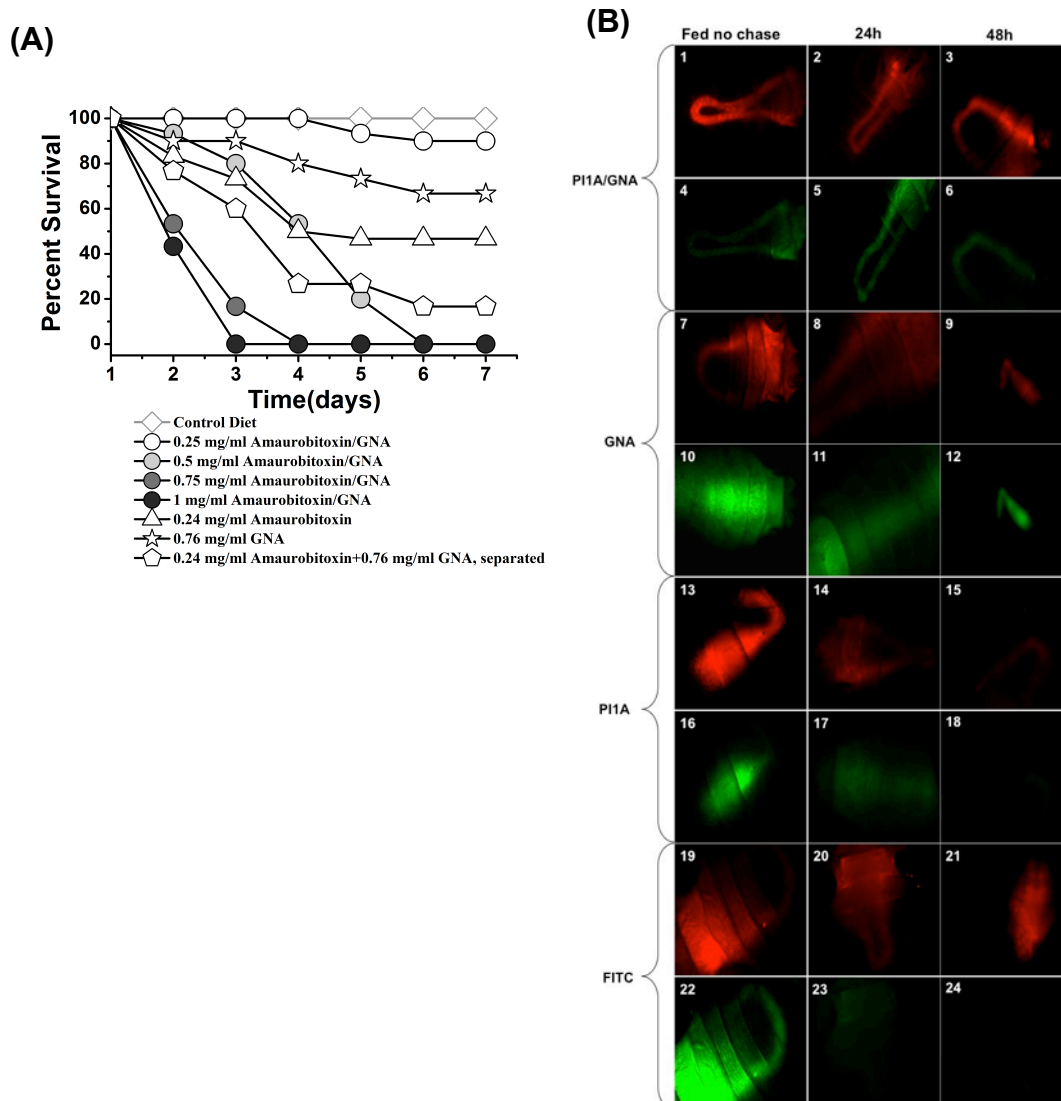 (A)
Percent Survival
100
80
60
40
20
0
1 2 3 4 5 6 7
Time(days)
Control Diet
0.25 mg/ml Amaurobitoxin/GNA
0.5 mg/ml Amaurobitoxin/GNA
0.75 mg/ml Amaurobitoxin/GNA
1 mg/ml Amaurobitoxin/GNA
0.24 mg/ml Amaurobitoxin
0.76 mg/ml GNA
0.24 mg/ml Amaurobitoxin+0.76 mg/ml GNA, separated
(B)
Fed no chase 24h 48h
PI1A/GNA
1 2 3
4 5 6
GNA
7 8 9
10 11 12
PI1A
13 14 15
16 17 18
FITC
19 20 21
22 23 24